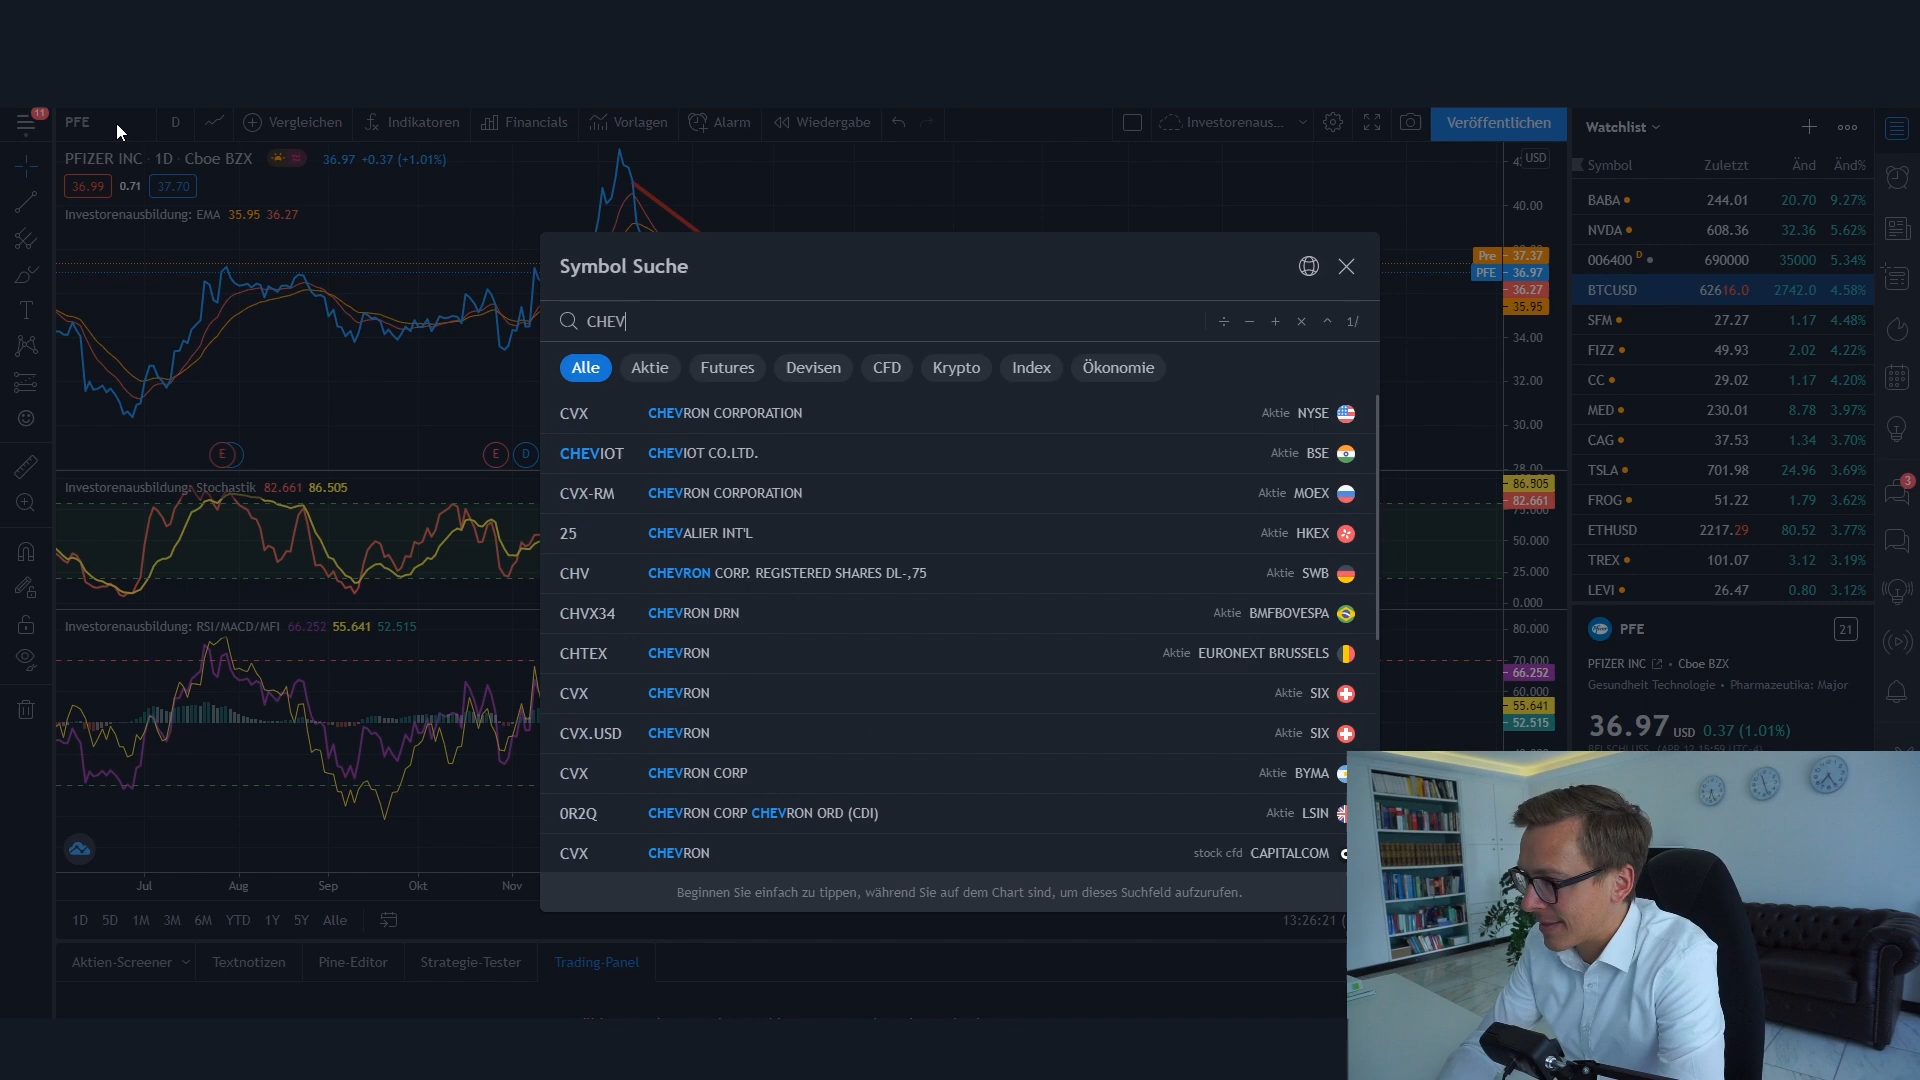 11
PFE
D
Vergleichen
Indikatoren
Financials
Vorlagen
Alarm
Wiedergabe
Investorenaus...
Veröffentlichen
PFIZER INC · 1D · Cboe BZX
36.97 +0.37 (+1.01%)
36.99 0.71 37.70
Investorenausbildung: EMA 35.95 36.27
USD
40.00
Pre 37.37
PFE 36.97
36.27
35.95
34.00
32.00
30.00
28.00
Symbol Suche
CHEV
÷ − + × ^ 1/
Alle Aktie Futures Devisen CFD Krypto Index Ökonomie
CVX CHEVRON CORPORATION Aktie NYSE
CHEVIOT CHEVIOT CO.LTD. Aktie BSE
CVX-RM CHEVRON CORPORATION Aktie MOEX
25 CHEVALIER INT'L Aktie HKEX
CHV CHEVRON CORP. REGISTERED SHARES DL-,75 Aktie SWB
CHVX34 CHEVRON DRN Aktie BMFBOVESPA
CHTEX CHEVRON Aktie EURONEXT BRUSSELS
CVX CHEVRON Aktie SIX
CVX.USD CHEVRON Aktie SIX
CVX CHEVRON CORP Aktie BYMA
0R2Q CHEVRON CORP CHEVRON ORD (CDI) Aktie LSIN
CVX CHEVRON stock cfd CAPITALCOM
Beginnen Sie einfach zu tippen, während Sie auf dem Chart sind, um dieses Suchfeld aufzurufen.
E D
Investorenausbildung: Stochastik 82.661 86.505
86.505
82.661
75.000
50.000
25.000
0.000
Investorenausbildung: RSI/MACD/MFI 66.252 55.641 52.515
80.000
70.000
66.252
60.000
55.641
52.515
Jul Aug Sep Okt Nov
1D 5D 1M 3M 6M YTD 1Y 5Y Alle
13:26:21 (
Aktien-Screener
Textnotizen
Pine-Editor
Strategie-Tester
Trading-Panel
Watchlist
Symbol Zuletzt Änd Änd%
BABA 244.01 20.70 9.27%
NVDA 608.36 32.36 5.62%
006400 D 690000 35000 5.34%
BTCUSD 62616.0 2742.0 4.58%
SFM 27.27 1.17 4.48%
FIZZ 49.93 2.02 4.22%
CC 29.02 1.17 4.20%
MED 230.01 8.78 3.97%
CAG 37.53 1.34 3.70%
TSLA 701.98 24.96 3.69%
FROG 51.22 1.79 3.62%
ETHUSD 2217.29 80.52 3.77%
TREX 101.07 3.12 3.19%
LEVI 26.47 0.80 3.12%
PFE
21
PFIZER INC • Cboe BZX
Gesundheit Technologie • Pharmazeutika: Major
36.97 USD 0.37 (1.01%)
3